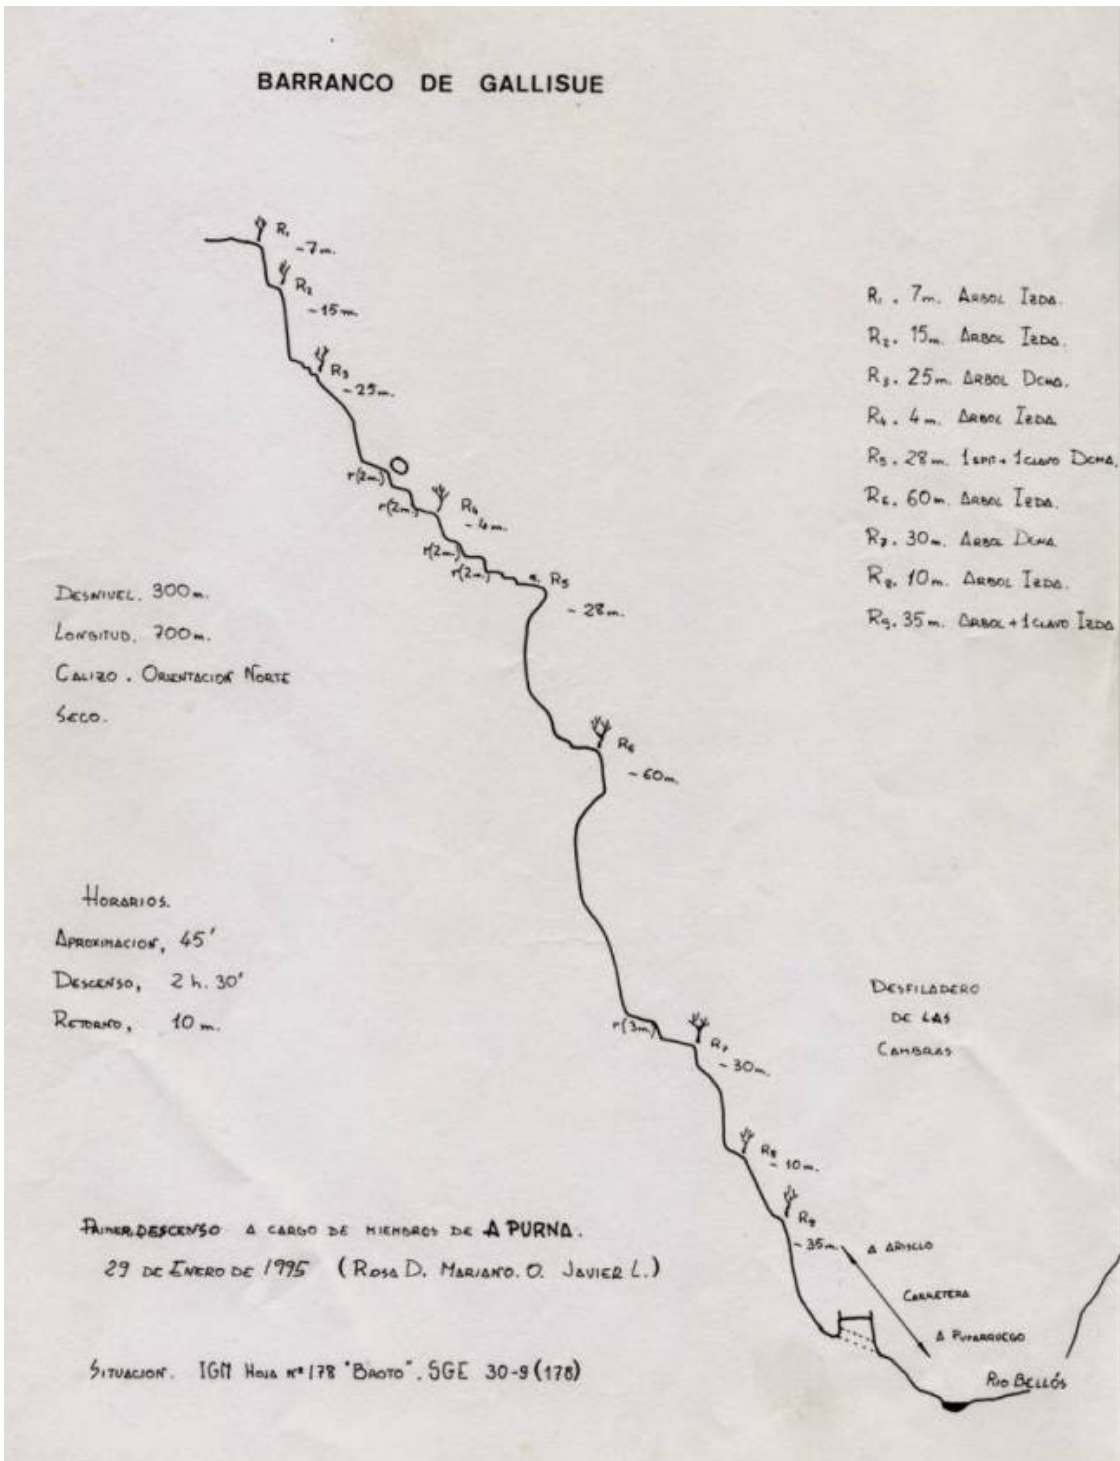 BARRANCO DE GALLISUE
R1
-7m.
R2
-15m.
R3
-25m.
r(2m.)
r(2m.)
R4
-4m.
r(2m.)
r(2m.)
R5
-28m.
R6
-60m.
r(3m.)
R7
-30m.
R8
-10m.
R9
-35m.
R1. 7m. ARBOL IZDA.
R2. 15m. ARBOL IZDA.
R3. 25m. ARBOL DCHA.
R4. 4m. ARBOL IZDA.
R5. 28m. 1 SPIT + 1 CLAVO DCHA.
R6. 60m. ARBOL IZDA.
R7. 30m. ARBOL DCHA.
R8. 10m. ARBOL IZDA.
R9. 35m. ARBOL + 1 CLAVO IZDA
DESNIVEL. 300m.
LONGITUD. 700m.
CALIZO. ORIENTACION NORTE
SECO.
HORARIOS.
APROXIMACION, 45'
DESCENSO, 2 h. 30'
RETORNO, 10 m.
DESFILADERO
DE LAS
CAMBRAS
A AÑISCLO
CARRETERA
A PUYARRUEGO
RIO BELLÓS
PRIMER DESCENSO A CARGO DE MIEMBROS DE A PURNA.
29 DE ENERO DE 1995 (ROSA D. MARIANO. O. JAVIER L.)
SITUACION. IGM HOJA nº 178 "BROTO". SGE 30-9 (178)